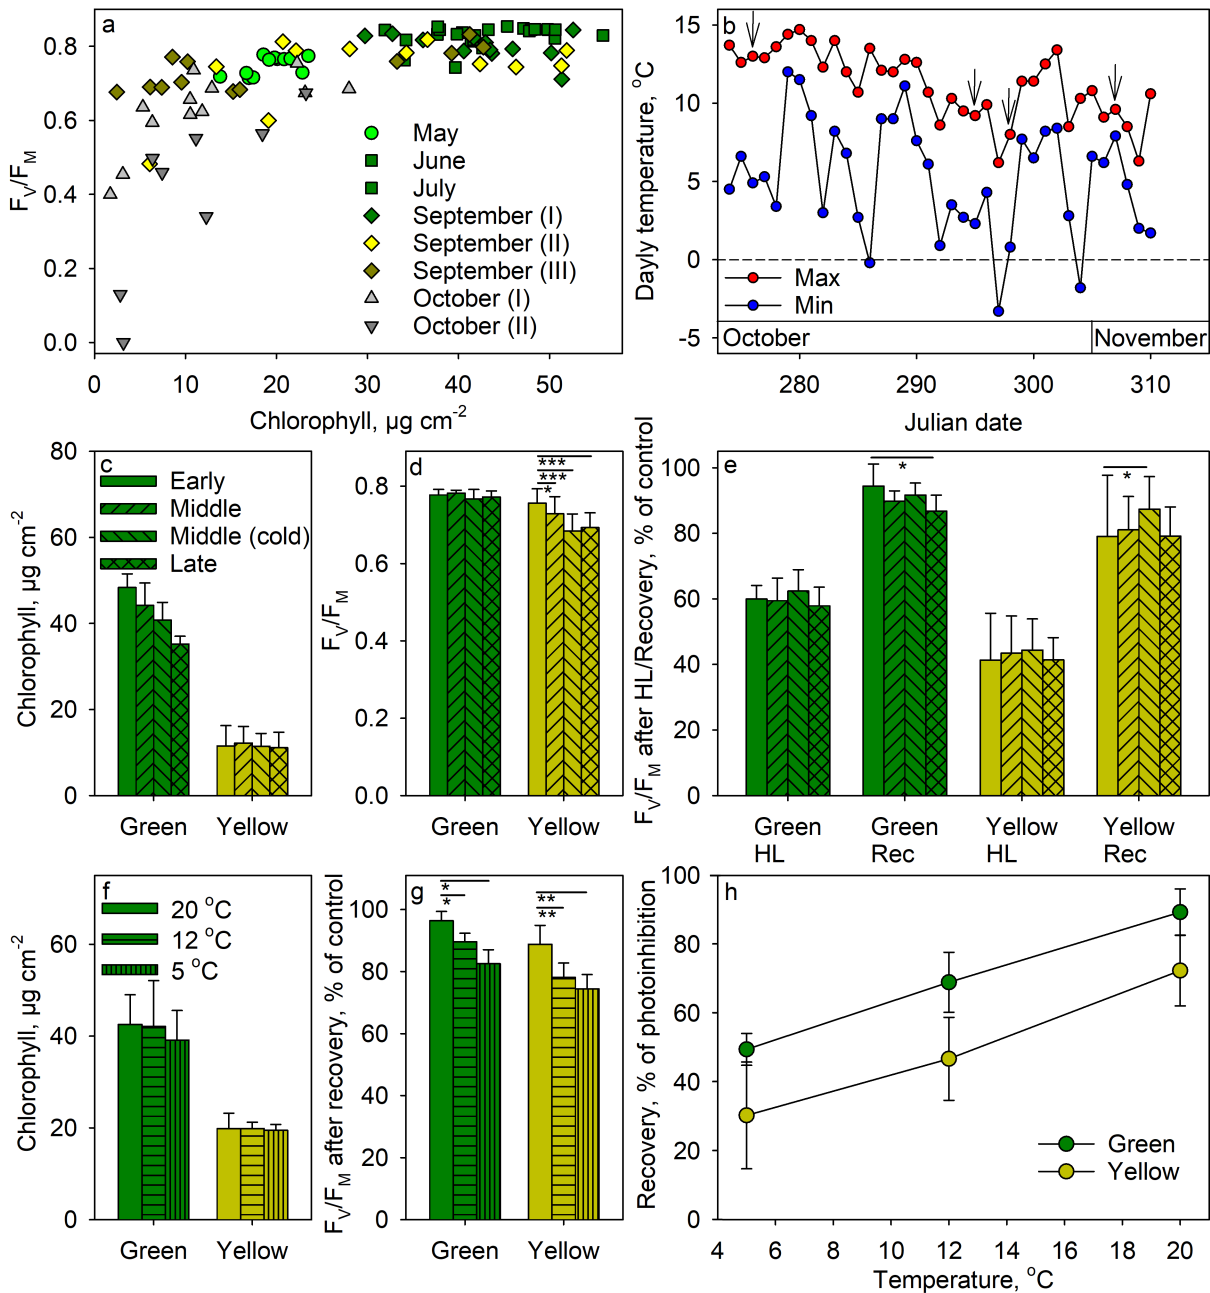 a
0.8
0.6
0.4
0.2
0.8
0.0
FV/FM
0 10 20 30 40 50
Chlorophyll, µg cm-2
May
June
July
September (I)
September (II)
September (III)
October (I)
October (II)
b
15
10
5
0
-5
Dayly temperature, oC
Max
Min
October November
280 290 300 310
Julian date
c
80
60
40
20
0
Chlorophyll, µg cm-2
Early
Middle
Middle (cold)
Late
Green Yellow
d
0.8
0.6
0.4
0.2
0.0
FV/FM
***
***
*
Green Yellow
e
100
80
60
40
20
0
FV/FM after HL/Recovery, % of control
* *
Green Green Yellow Yellow
HL Rec HL Rec
f
60
40
20
0
Chlorophyll, µg cm-2
20 oC
12 oC
5 oC
Green Yellow
g
100
80
60
40
20
0
FV/FM after recovery, % of control
* **
* **
Green Yellow
h
100
80
60
40
20
0
Recovery, % of photoinhibition
Green
Yellow
4 6 8 10 12 14 16 18 20
Temperature, oC